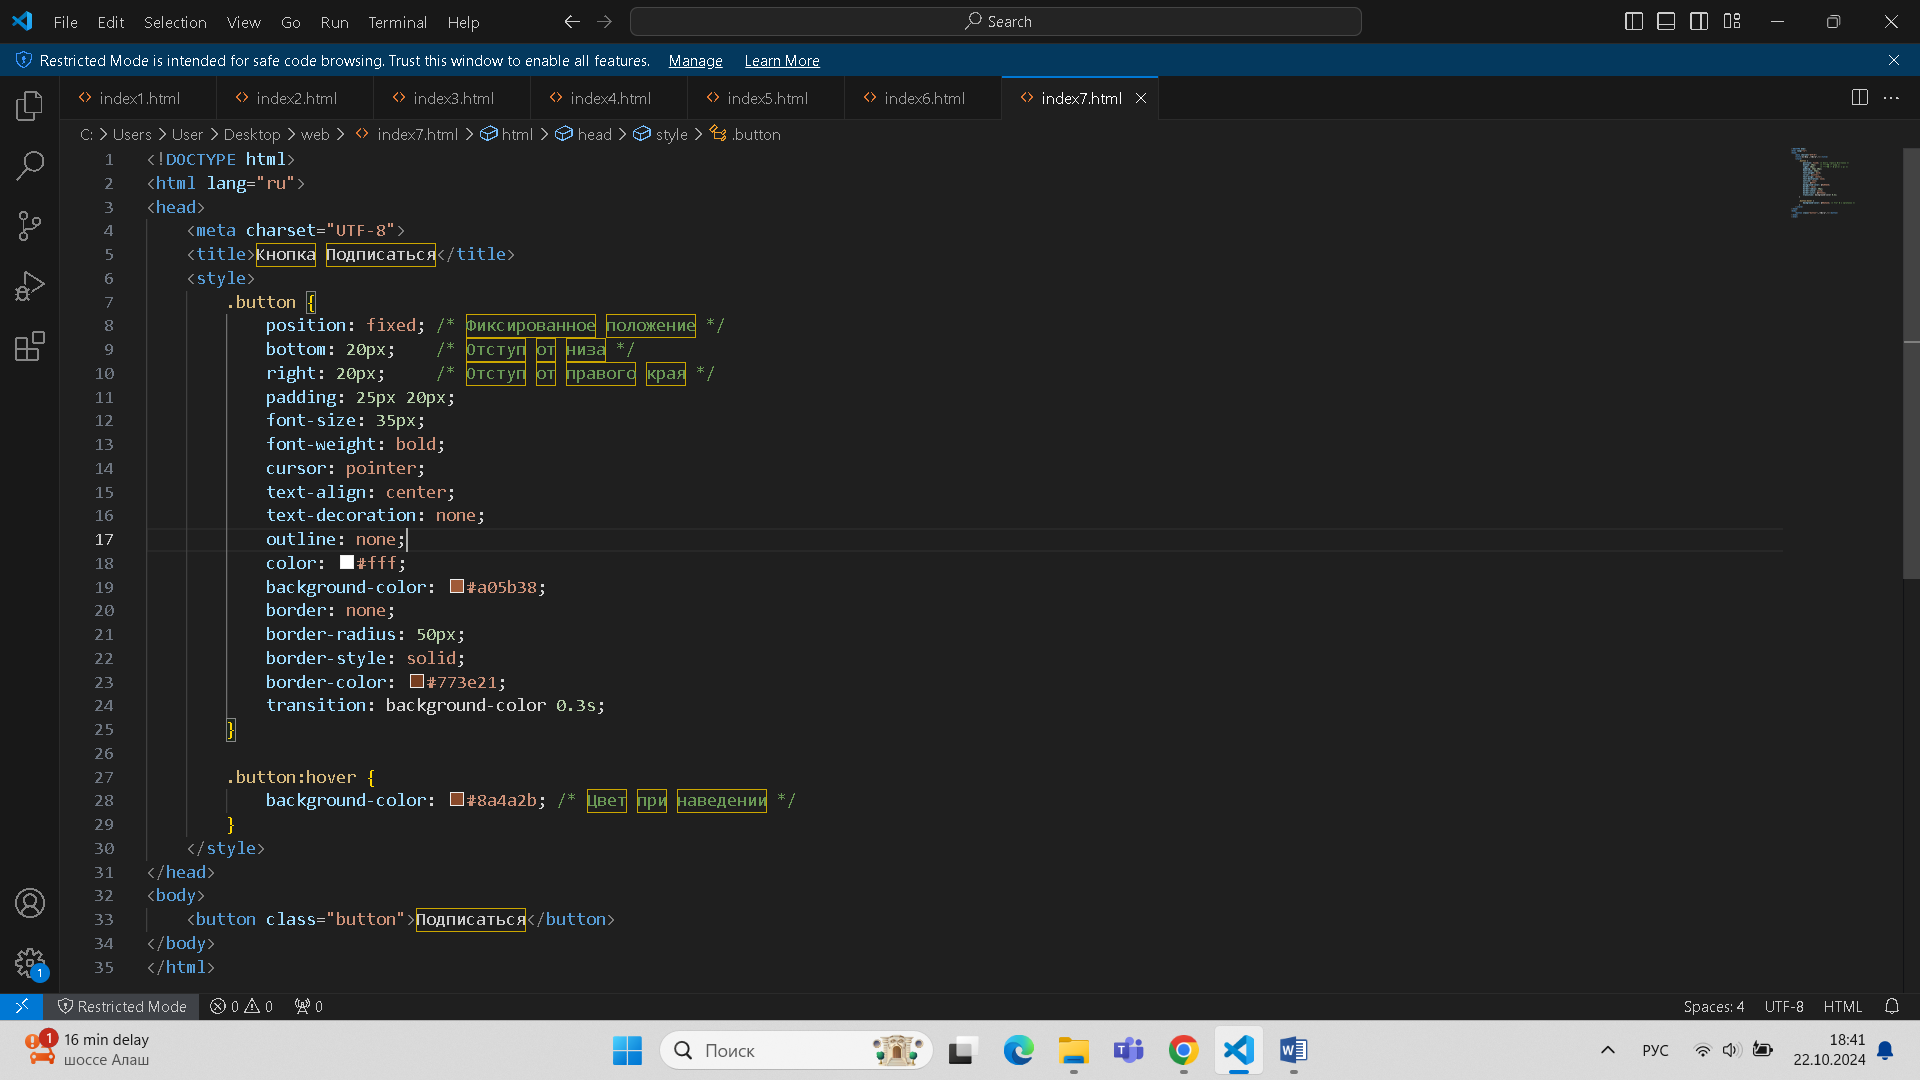 File Edit Selection View Go Run Terminal Help Search
Restricted Mode is intended for safe code browsing. Trust this window to enable all features. Manage Learn More
index1.html index2.html index3.html index4.html index5.html index6.html index7.html
C: > Users > User > Desktop > web > index7.html > html > head > style > .button
1 <!DOCTYPE html>
2 <html lang="ru">
3 <head>
4 <meta charset="UTF-8">
5 <title>Кнопка Подписаться</title>
6 <style>
7 .button {
8 position: fixed; /* Фиксированное положение */
9 bottom: 20px; /* Отступ от низа */
10 right: 20px; /* Отступ от правого края */
11 padding: 25px 20px;
12 font-size: 35px;
13 font-weight: bold;
14 cursor: pointer;
15 text-align: center;
16 text-decoration: none;
17 outline: none;
18 color: #fff;
19 background-color: #a05b38;
20 border: none;
21 border-radius: 50px;
22 border-style: solid;
23 border-color: #773e21;
24 transition: background-color 0.3s;
25 }
26
27 .button:hover {
28 background-color: #8a4a2b; /* Цвет при наведении */
29 }
30 </style>
31 </head>
32 <body>
33 <button class="button">Подписаться</button>
34 </body>
35 </html>
1
Restricted Mode 0 0 0 Spaces: 4 UTF-8 HTML
1 16 min delay
шоссе Алаш
Поиск
РУС
18:41
22.10.2024